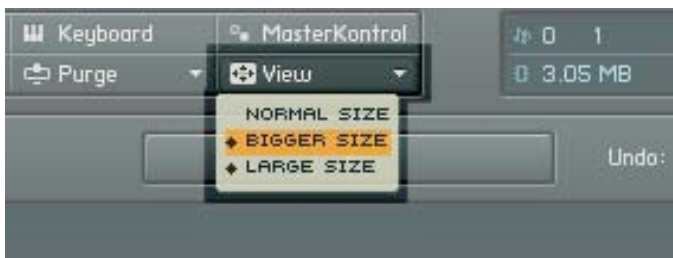 Keyboard
MasterKontrol
0 1
Purge
View
3.05 MB
NORMAL SIZE
BIGGER SIZE
LARGE SIZE
Undo: